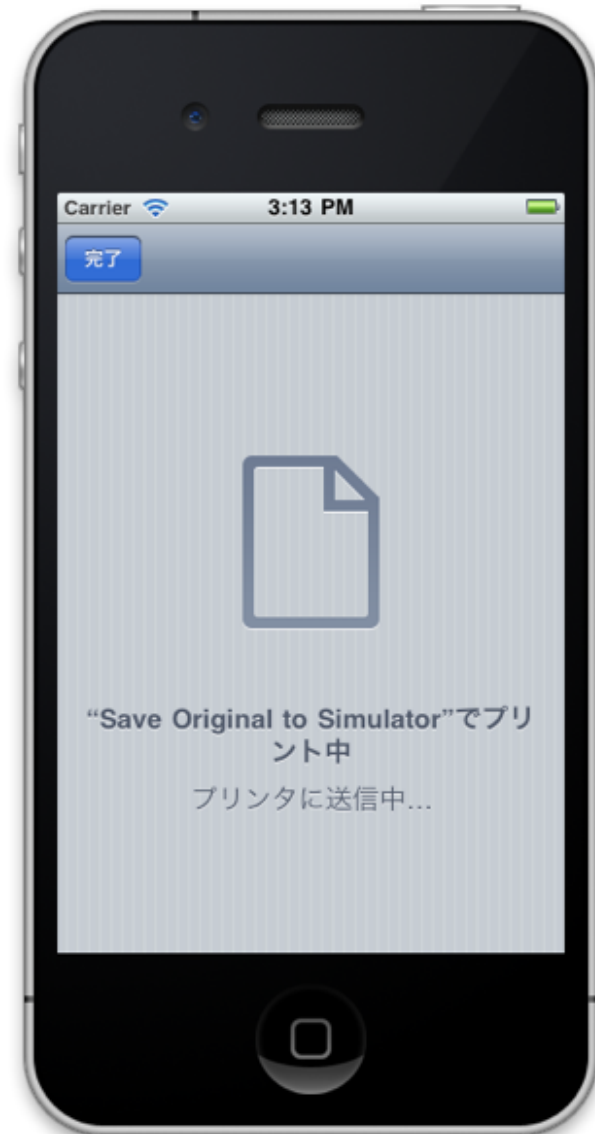 Carrier 3:13 PM
完了
“Save Original to Simulator”でプリ
ント中
プリンタに送信中...